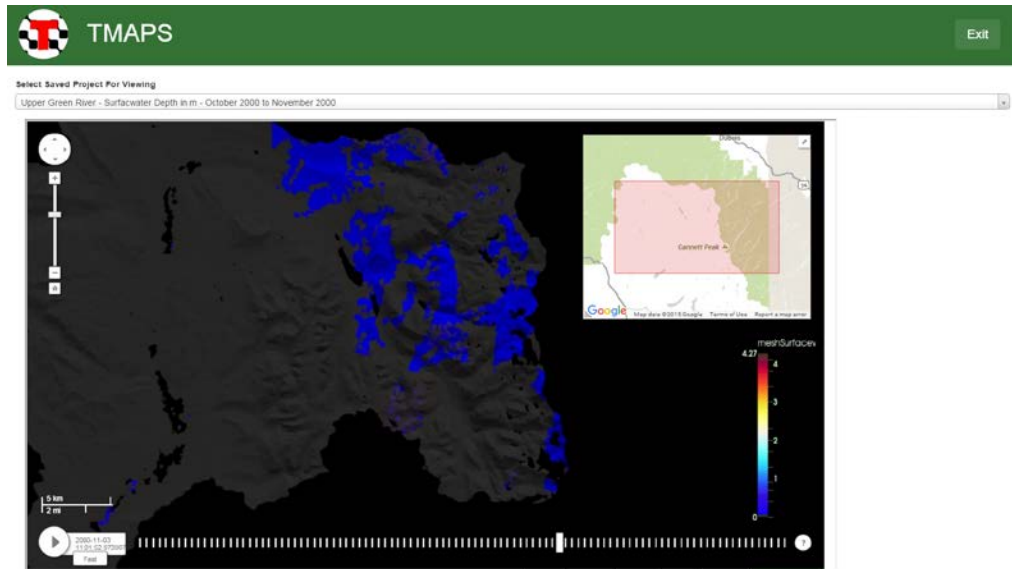 T
TMAPS
Exit
Select Saved Project For Viewing
Upper Green River - Surfacwater Depth in m - October 2000 to November 2000
Dubois
Gannett Peak
Google
Map data ©2015 Google Terms of Use Report a map error
meshSurfacev
4.27
4
3
2
1
0
5 km
2 mi
2000-11-03
Fast
?